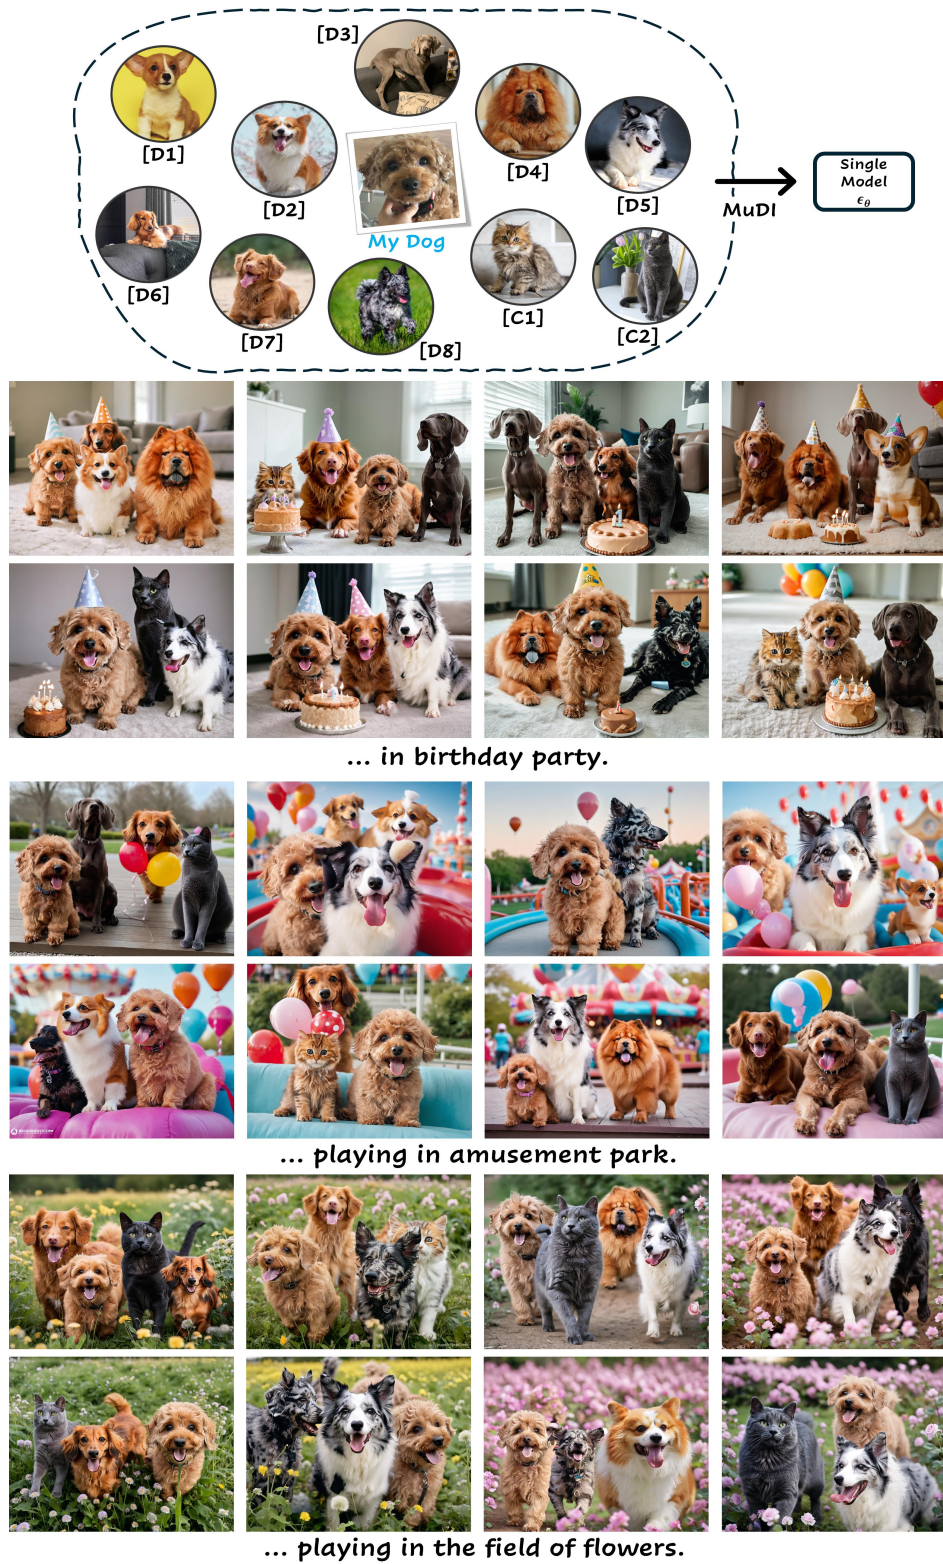 [D3]
[D1]
[D2]
[D4]
[D5]
My Dog
[D6]
[D7]
[D8]
[C1]
[C2]
MuDI
Single
Model
ϵθ
... in birthday party.
... playing in amusement park.
... playing in the field of flowers.